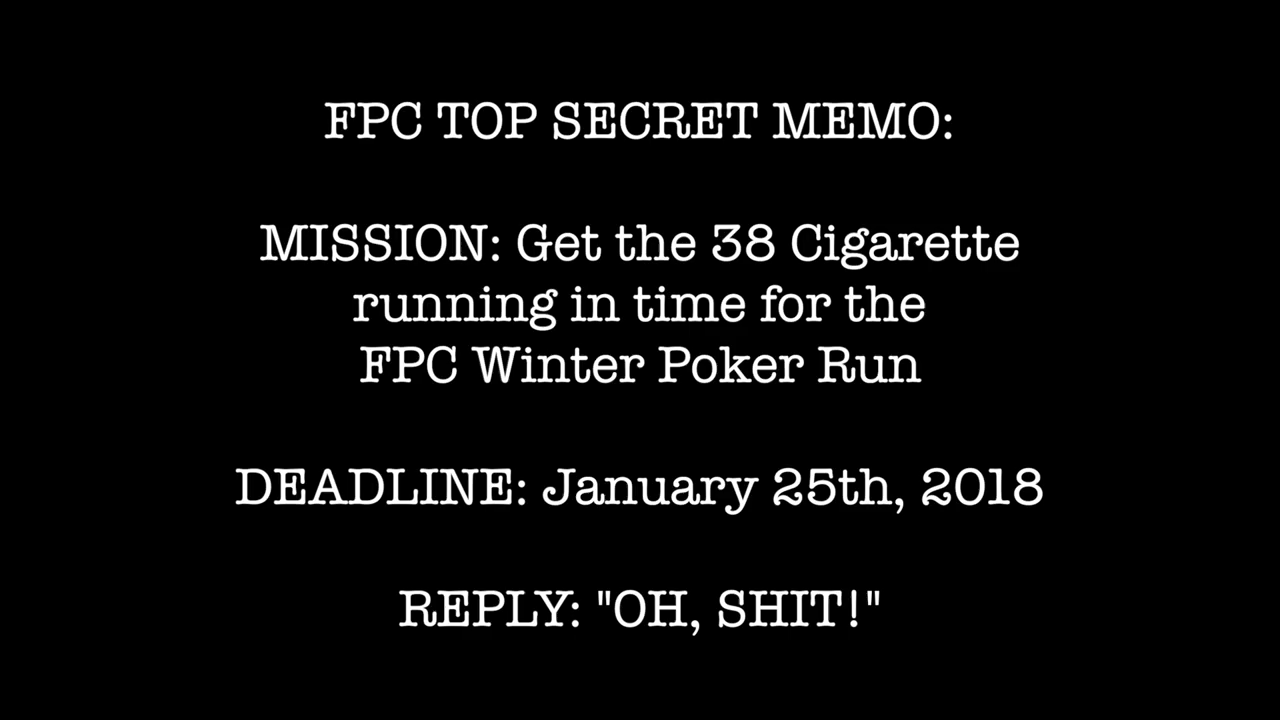 FPC TOP SECRET MEMO:
MISSION: Get the 38 Cigarette
running in time for the
FPC Winter Poker Run
DEADLINE: January 25th, 2018
REPLY: "OH, SHIT!"